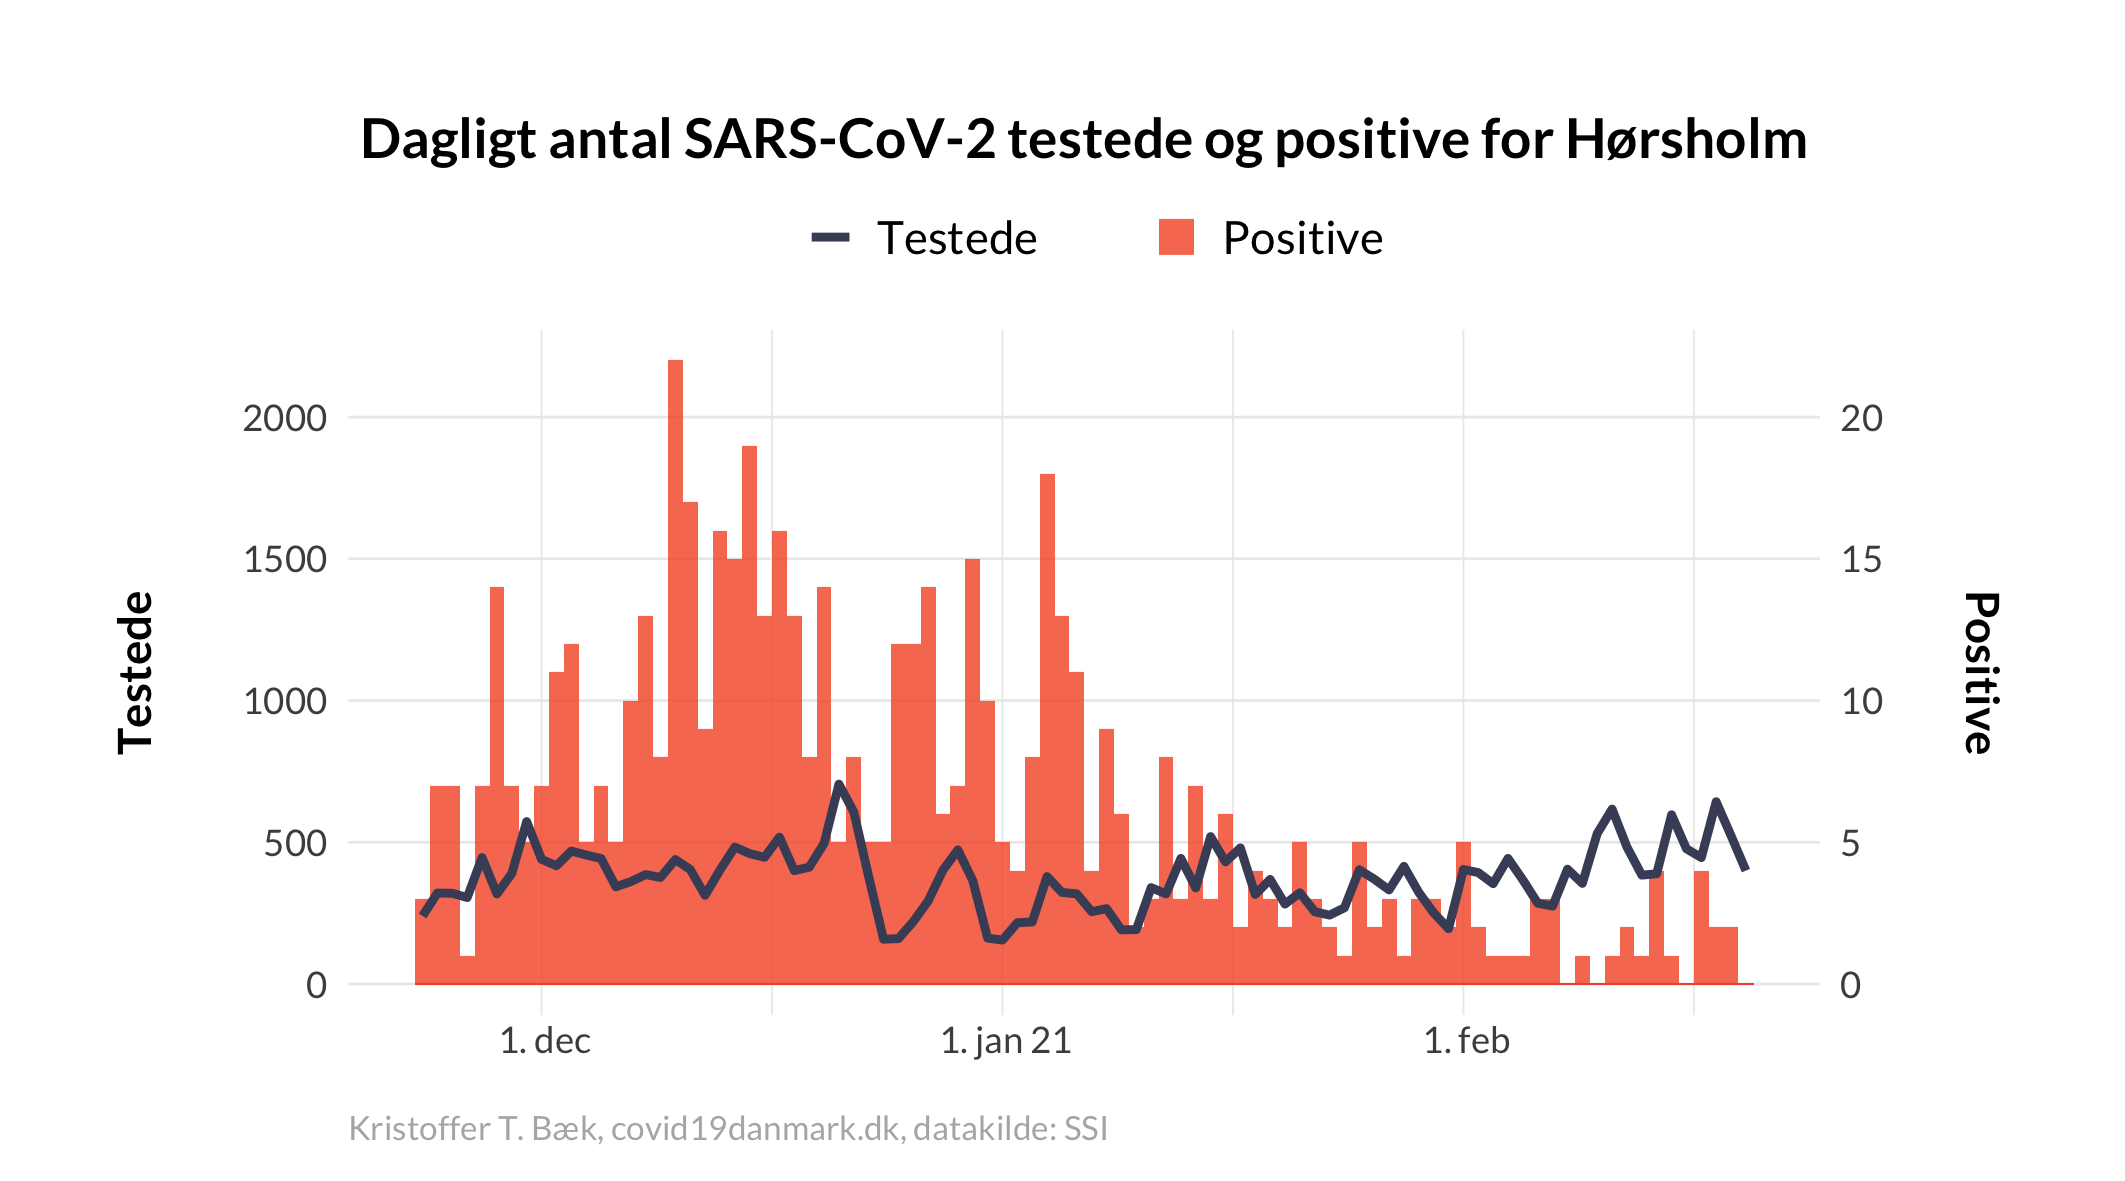 Dagligt antal SARS-CoV-2 testede og positive for Hørsholm
Testede
Positive
2000
1500
1000
500
0
20
15
10
5
0
Testede
Positive
1. dec
1. jan 21
1. feb
Kristoffer T. Bæk, covid19danmark.dk, datakilde: SSI